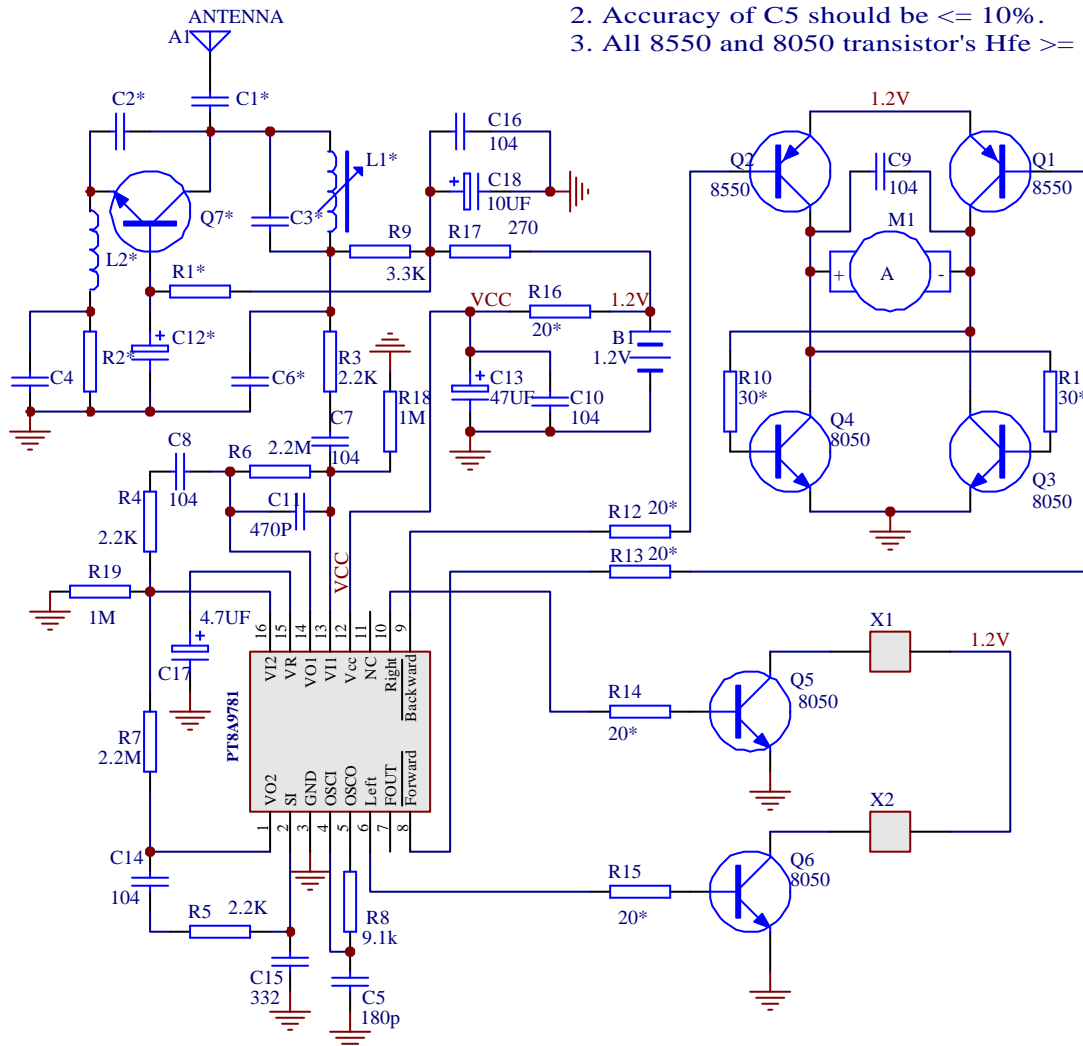 ANTENNA
A1
2. Accuracy of C5 should be <= 10%.
3. All 8550 and 8050 transistor's Hfe >=
C2*
C1*
C16
104
1.2V
L1*
C18
10UF
Q2
8550
C9
104
Q1
8550
Q7*
C3*
270
R9
3.3K
R17
M1
A
+
-
L2*
R1*
VCC
R16
20*
1.2V
B1
1.2V
R2*
C12*
C4
C6*
R3
2.2K
R18
1M
C13
47UF
C10
104
R10
30*
R1
30*
C7
104
Q4
8050
Q3
8050
C8
104
R6
2.2M
R4
2.2K
C11
470P
R12
20*
R13
20*
R19
1M
VCC
4.7UF
C17
16
15
14
13
12
11
10
9
VI2
VR
VO1
VI1
Vcc
NC
Right
Backward
X1
1.2V
PT8A9781
R14
20*
Q5
8050
R7
2.2M
VO2
SI
GND
OSCI
OSCO
Left
FOUT
Forward
1
2
3
4
5
6
7
8
X2
C14
104
R15
20*
Q6
8050
R5
2.2K
R8
9.1k
C15
332
C5
180p